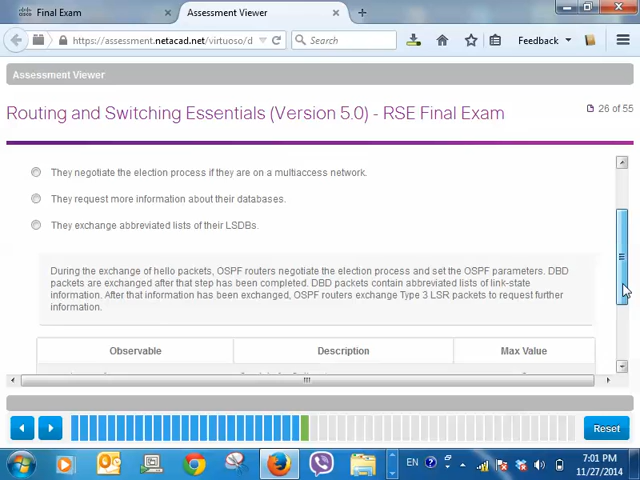 Final Exam
Assessment Viewer
https://assessment.netacad.net/virtuoso/d
Search
Feedback
Assessment Viewer
Routing and Switching Essentials (Version 5.0) - RSE Final Exam
26 of 55
They negotiate the election process if they are on a multiaccess network.
They request more information about their databases.
They exchange abbreviated lists of their LSDBs.
During the exchange of hello packets, OSPF routers negotiate the election process and set the OSPF parameters. DBD
packets are exchanged after that step has been completed. DBD packets contain abbreviated lists of link-state
information. After that information has been exchanged, OSPF routers exchange Type 3 LSR packets to request further
information.
Observable Description Max Value
Reset
EN
7:01 PM
11/27/2014